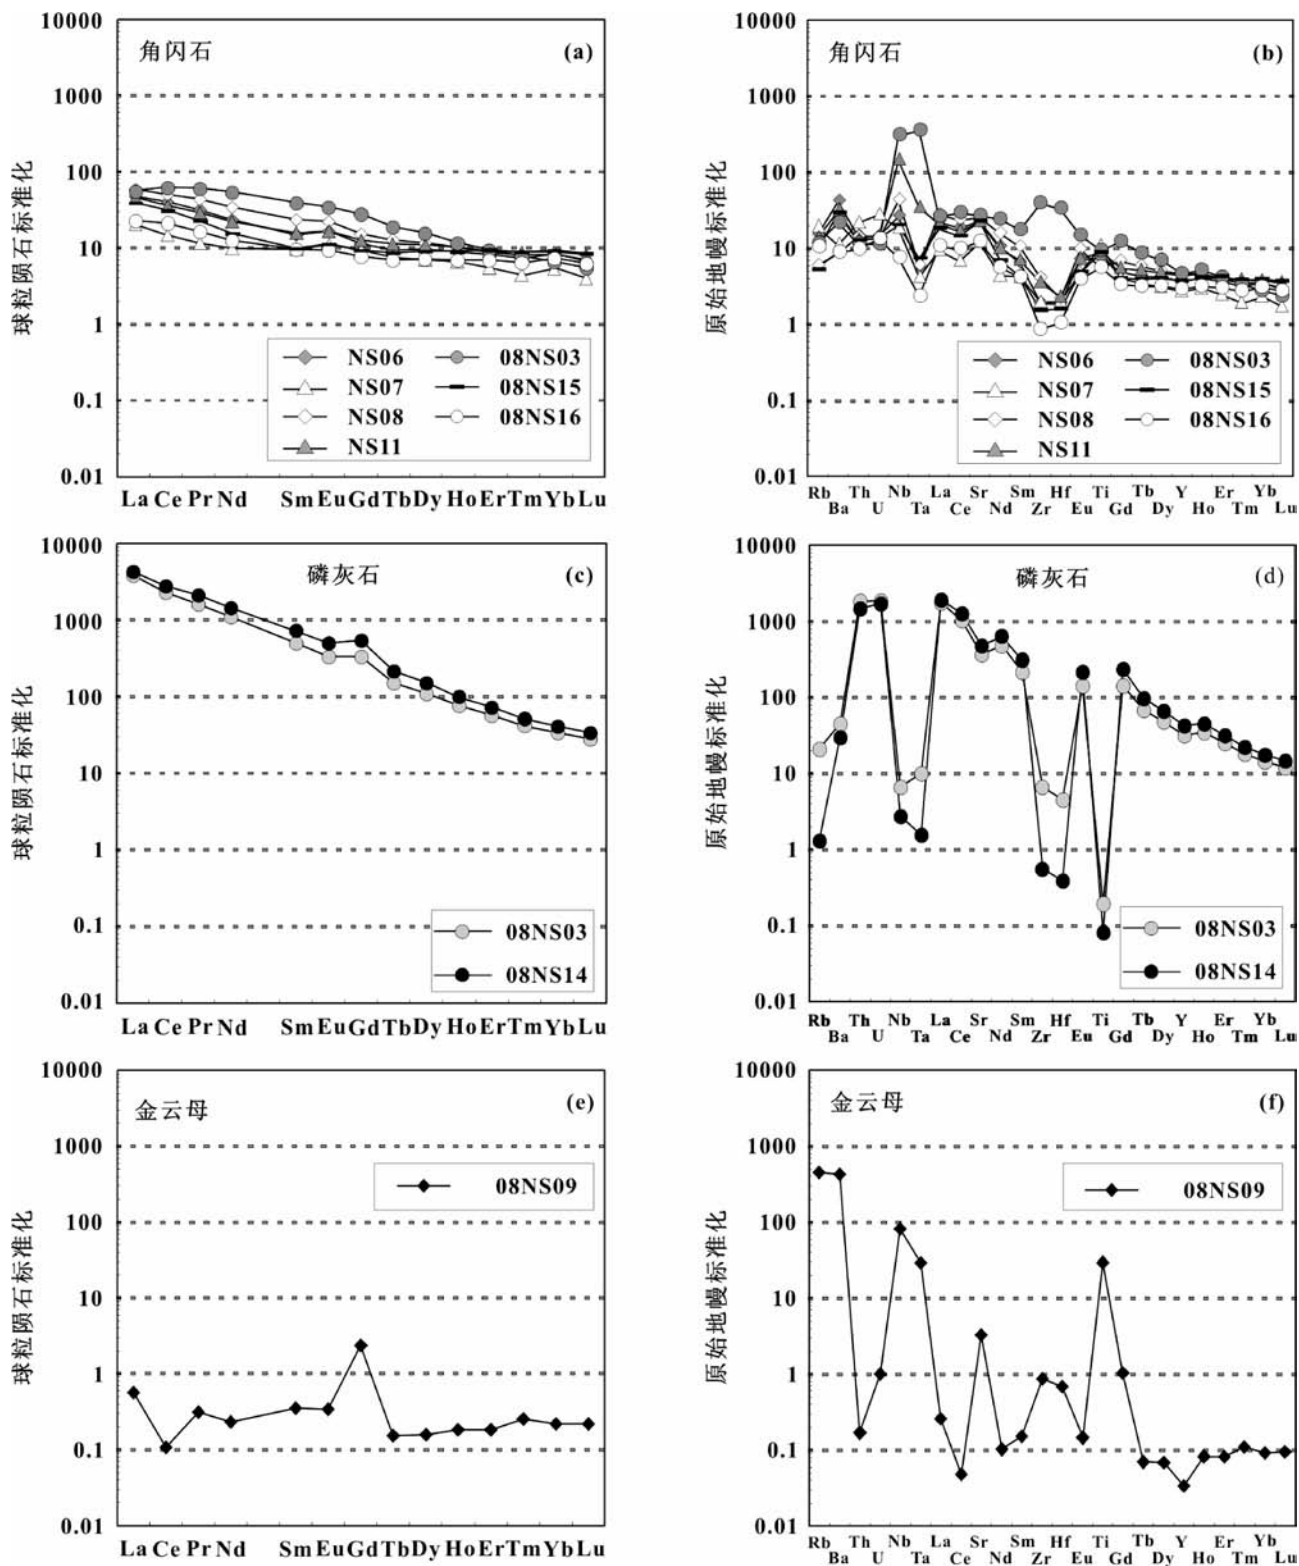 10000
1000
100
10
1
0.1
0.01
球粒陨石标准化
角闪石
(a)
NS06
08NS03
NS07
08NS15
NS08
08NS16
NS11
La Ce Pr Nd Sm Eu Gd Tb Dy Ho Er Tm Yb Lu
10000
1000
100
10
1
0.1
0.01
原始地幔标准化
角闪石
(b)
NS06
08NS03
NS07
08NS15
NS08
08NS16
NS11
Rb Th Nb La Sr Sm Hf Ti Tb Y Er Yb
Ba U Ta Ce Nd Zr Eu Gd Dy Ho Tm Lu
10000
1000
100
10
1
0.1
0.01
球粒陨石标准化
磷灰石
(c)
08NS03
08NS14
La Ce Pr Nd Sm Eu Gd Tb Dy Ho Er Tm Yb Lu
10000
1000
100
10
1
0.1
0.01
原始地幔标准化
磷灰石
(d)
08NS03
08NS14
Rb Th Nb La Sr Sm Hf Ti Tb Y Er Yb
Ba U Ta Ce Nd Zr Eu Gd Dy Ho Tm Lu
10000
1000
100
10
1
0.1
0.01
球粒陨石标准化
金云母
(e)
08NS09
La Ce Pr Nd Sm Eu Gd Tb Dy Ho Er Tm Yb Lu
10000
1000
100
10
1
0.1
0.01
原始地幔标准化
金云母
(f)
08NS09
Rb Th Nb La Sr Sm Hf Ti Tb Y Er Yb
Ba U Ta Ce Nd Zr Eu Gd Dy Ho Tm Lu